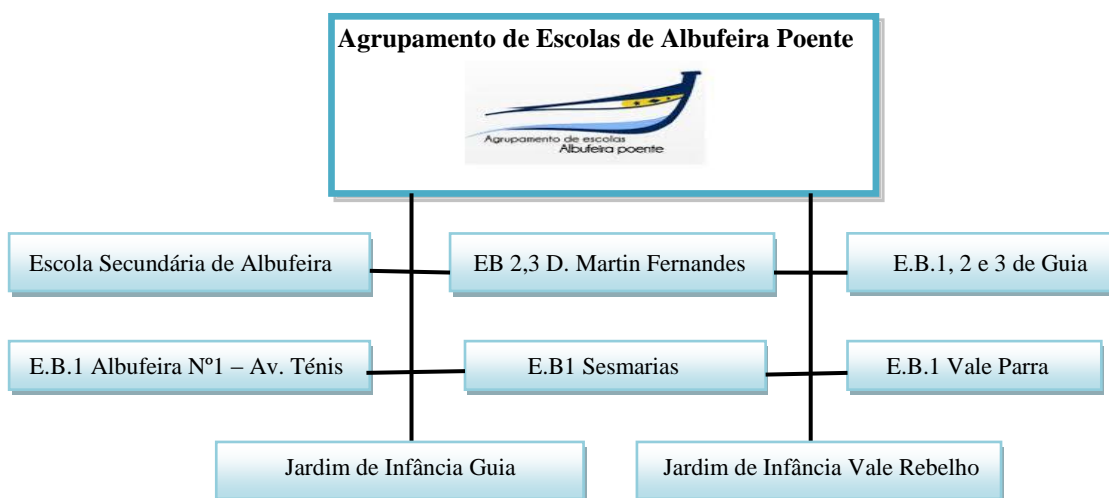 Agrupamento de Escolas de Albufeira Poente
Agrupamento de escolas
Albufeira poente
Escola Secundária de Albufeira
EB 2,3 D. Martin Fernandes
E.B.1, 2 e 3 de Guia
E.B.1 Albufeira Nº1 – Av. Ténis
E.B1 Sesmarias
E.B.1 Vale Parra
Jardim de Infância Guia
Jardim de Infância Vale Rebelho